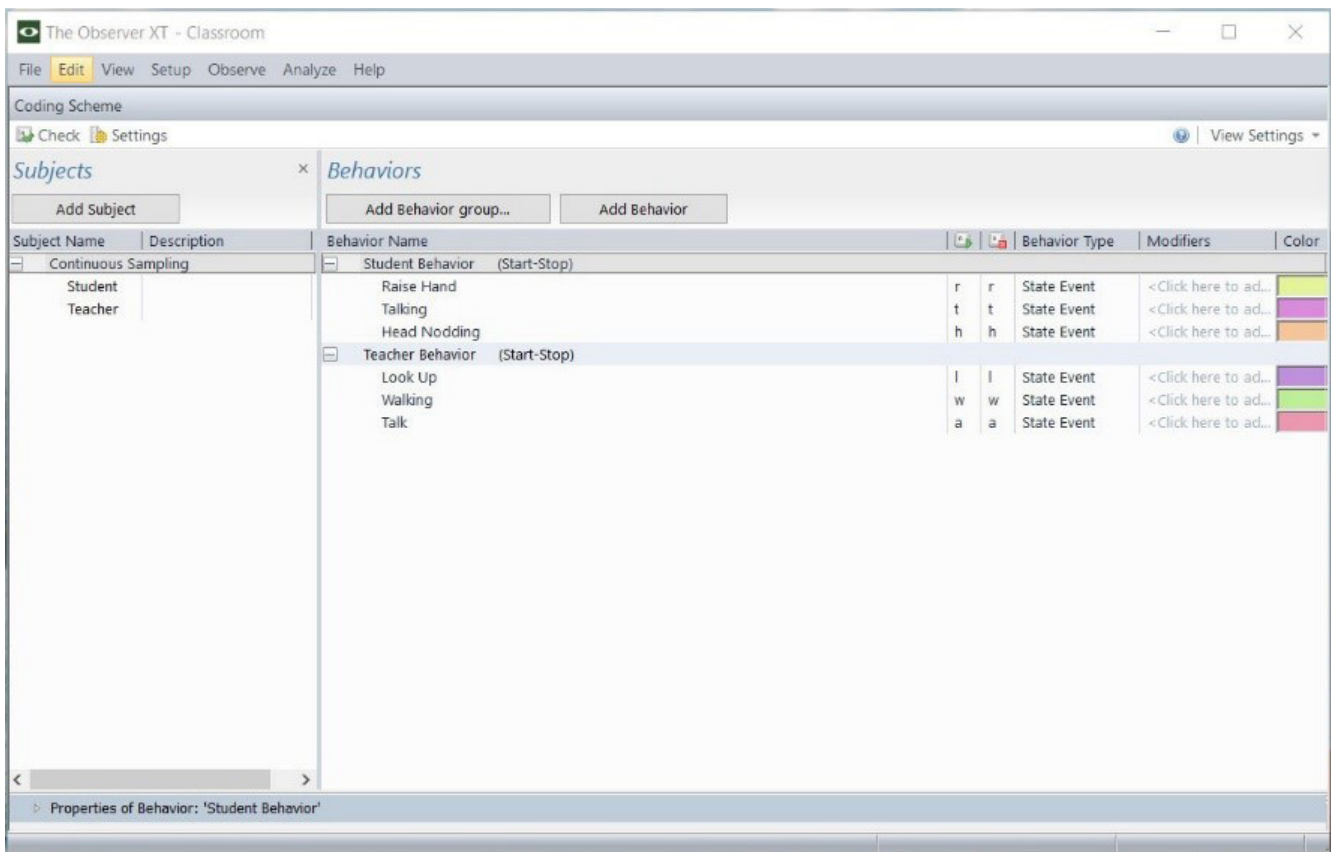 The Observer XT - Classroom
File Edit View Setup Observe Analyze Help
Coding Scheme
Check Settings View Settings
Subjects × Behaviors
Add Subject Add Behavior group... Add Behavior
Subject Name Description Behavior Name Behavior Type Modifiers Color
Continuous Sampling Student Behavior (Start-Stop)
Student Raise Hand r r State Event <Click here to ad...
Teacher Talking t t State Event <Click here to ad...
Head Nodding h h State Event <Click here to ad...
Teacher Behavior (Start-Stop)
Look Up l l State Event <Click here to ad...
Walking w w State Event <Click here to ad...
Talk a a State Event <Click here to ad...
Properties of Behavior: 'Student Behavior'